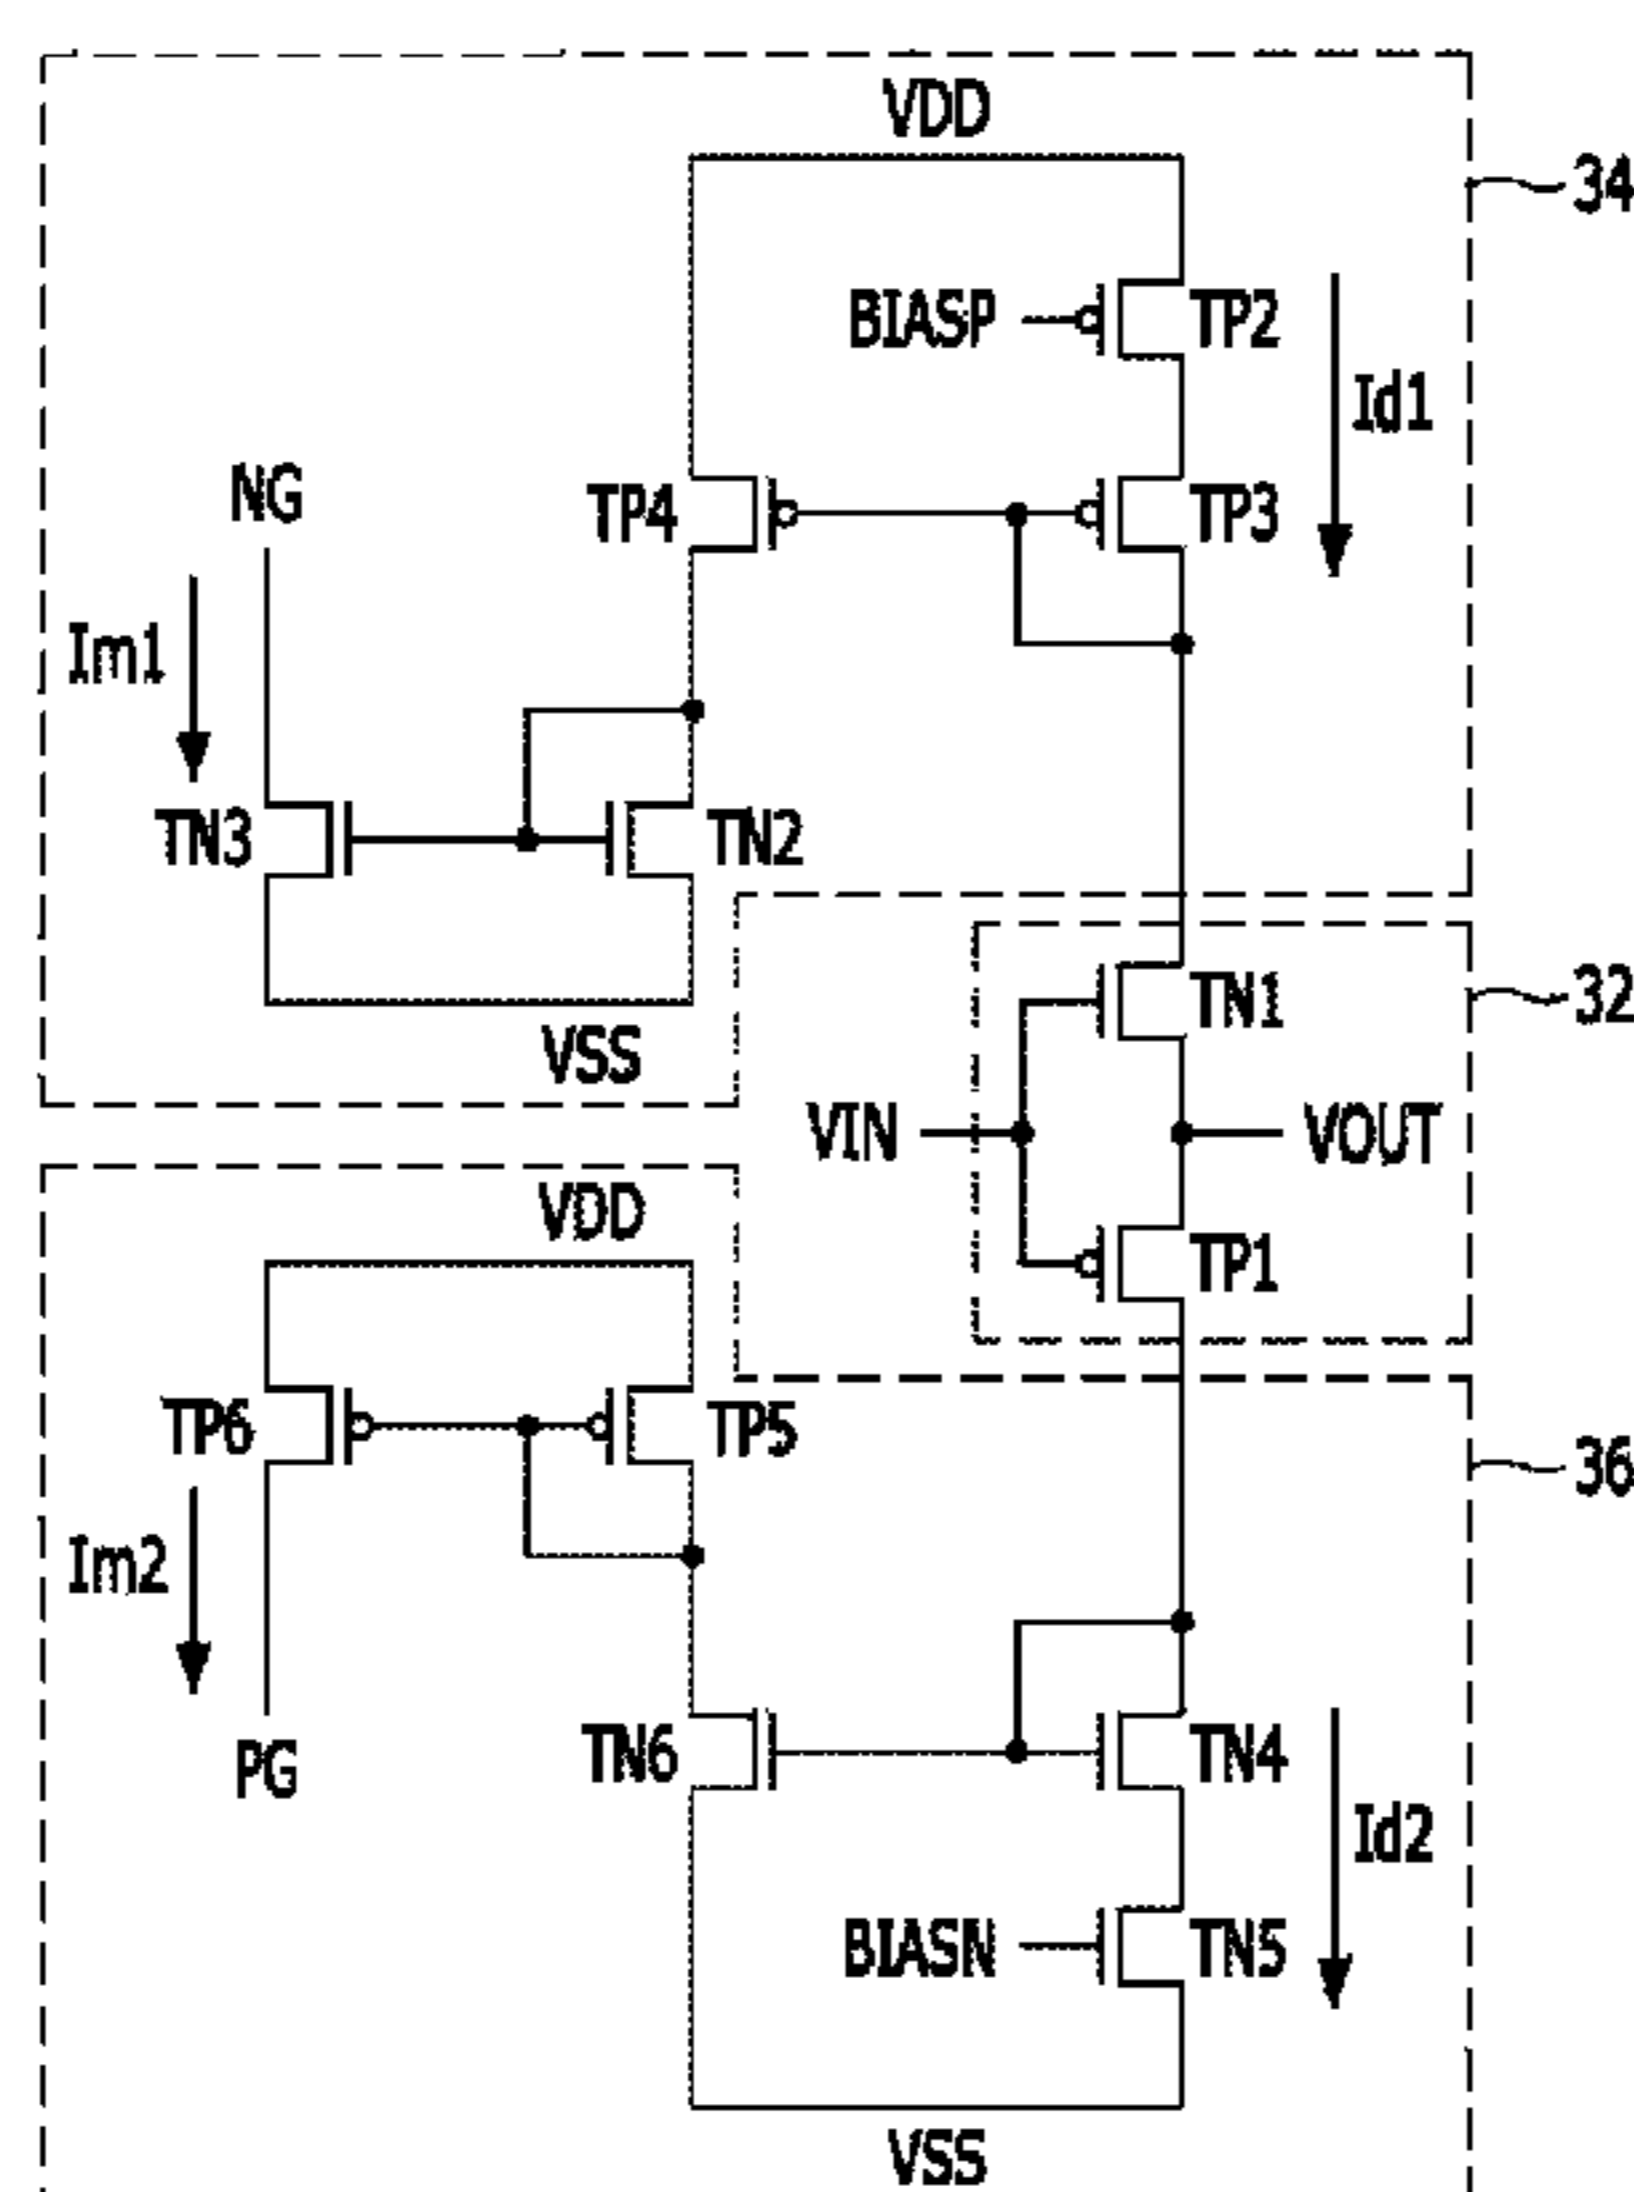 VDD
34
BIASP
TP2
Id1
NG
TP4
TP3
Im1
TN3
TN2
VSS
TN1
32
VIN
VOUT
VDD
TP1
TP6
TP5
36
Im2
PG
TN6
TN4
Id2
BIASN
TN5
VSS